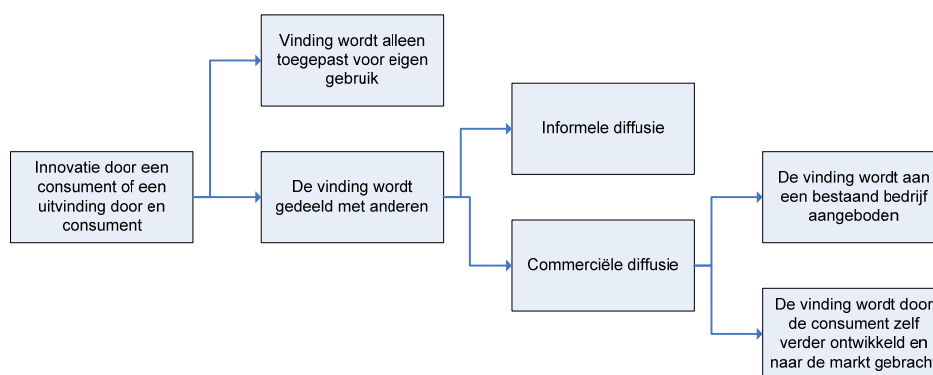 Vinding wordt alleen
toegepast voor eigen
gebruik
Innovatie door een
consument of een
uitvinding door en
consument
De vinding wordt
gedeeld met anderen
Informele diffusie
Commerciële diffusie
De vinding wordt aan
een bestaand bedrijf
aangeboden
De vinding wordt door
de consument zelf
verder ontwikkeld en
naar de markt gebracht